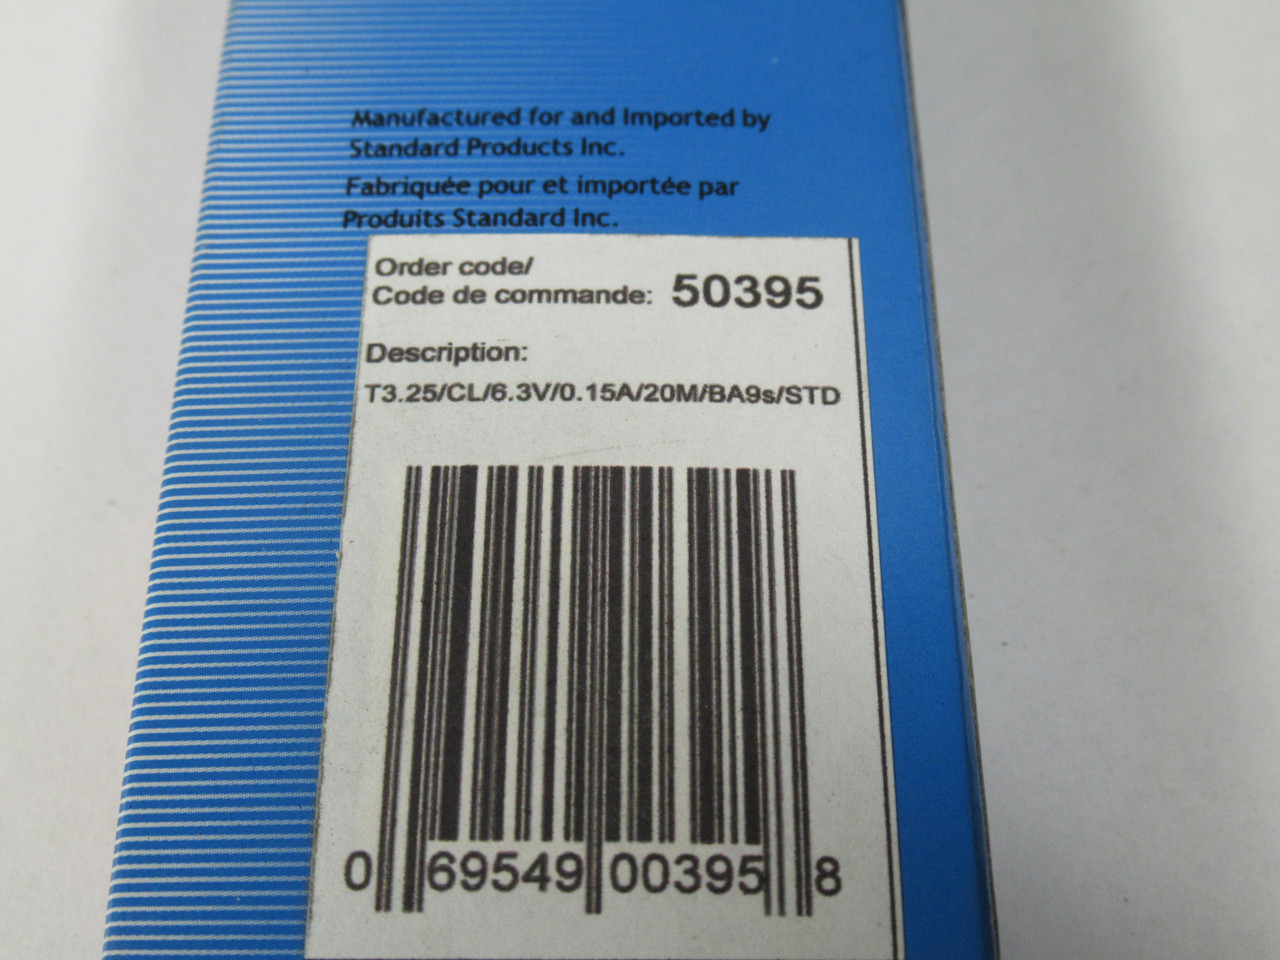 Manufactured for and Imported by
Standard Products Inc.
Fabriquée pour et importée par
Produits Standard Inc.
Order code/
Code de commande: 50395
Description:
T3.25/CL/6.3V/0.15A/20M/BA9s/STD
0 69549 00395 8